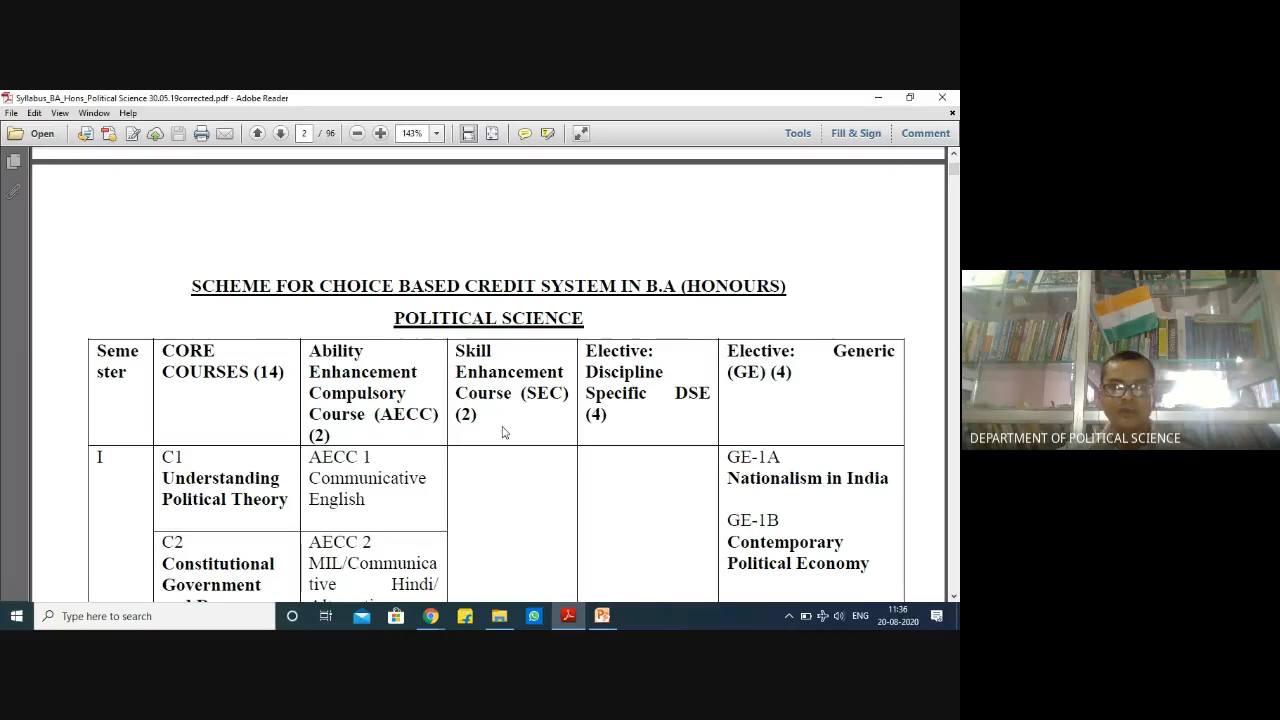 Syllabus_BA_Hons_Political Science 30.05.19corrected.pdf - Adobe Reader
File Edit View Window Help
Open 2 / 96 143% Tools Fill & Sign Comment
SCHEME FOR CHOICE BASED CREDIT SYSTEM IN B.A (HONOURS)
POLITICAL SCIENCE
Seme
ster
CORE
COURSES (14)
Ability
Enhancement
Compulsory
Course (AECC)
(2)
Skill
Enhancement
Course (SEC)
(2)
Elective:
Discipline
Specific DSE
(4)
Elective: Generic
(GE) (4)
I
C1
Understanding
Political Theory
AECC 1
Communicative
English
GE-1A
Nationalism in India
GE-1B
Contemporary
Political Economy
C2
Constitutional
Government
AECC 2
MIL/Communica
tive Hindi/
DEPARTMENT OF POLITICAL SCIENCE
Type here to search
ENG
11:36
20-08-2020